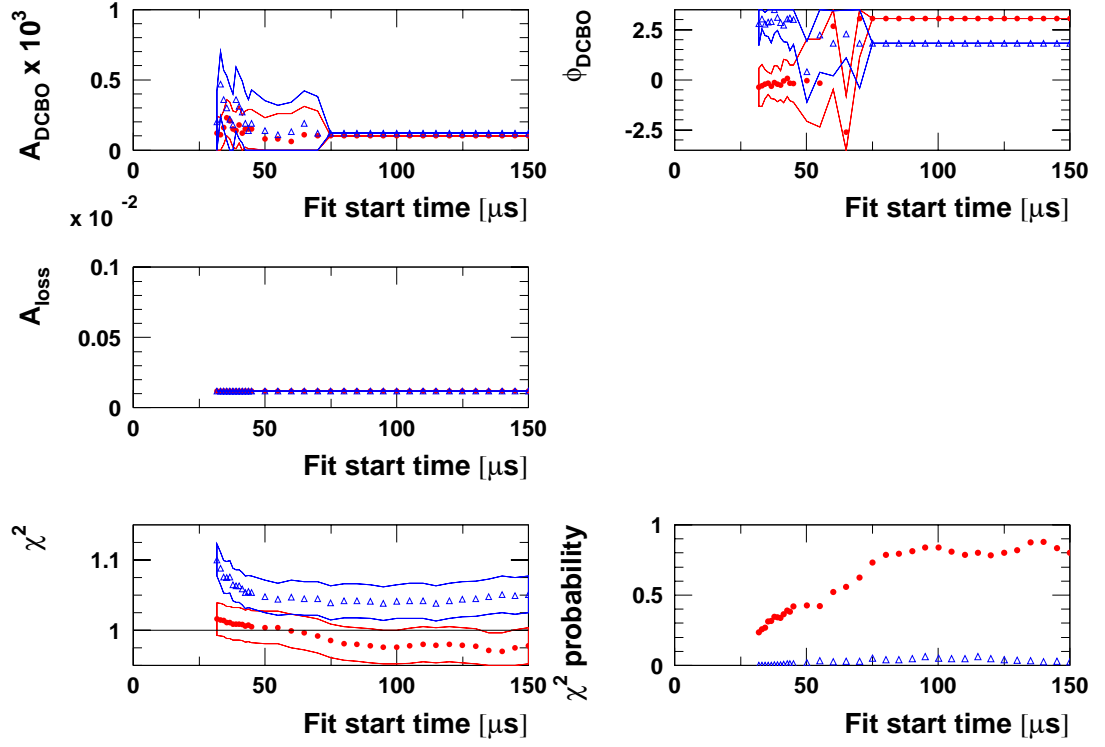 A_DCBO x 10^3
1
0.5
0
0 50 100 150
Fit start time [μs]
ϕ_DCBO
2.5
0
-2.5
0 50 100 150
Fit start time [μs]
x 10^-2
A_loss
0.1
0.05
0
0 50 100 150
Fit start time [μs]
χ^2
1.1
1
0 50 100 150
Fit start time [μs]
χ^2 probability
1
0.5
0
0 50 100 150
Fit start time [μs]